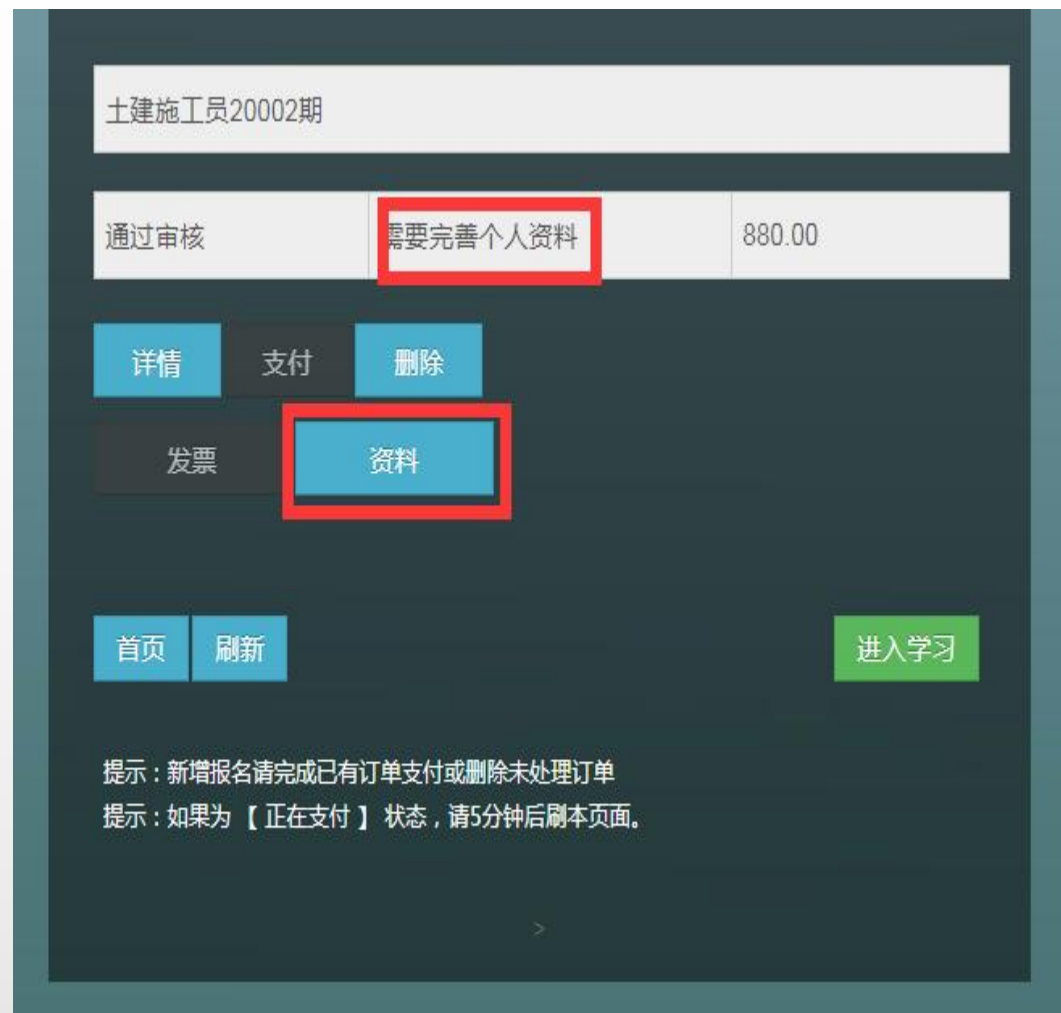 土建施工员20002期
通过审核 需要完善个人资料 880.00
详情 支付 删除
发票 资料
首页 刷新 进入学习
提示：新增报名请完成已有订单支付或删除未处理订单
提示：如果为 【 正在支付 】 状态，请5分钟后刷本页面。
>